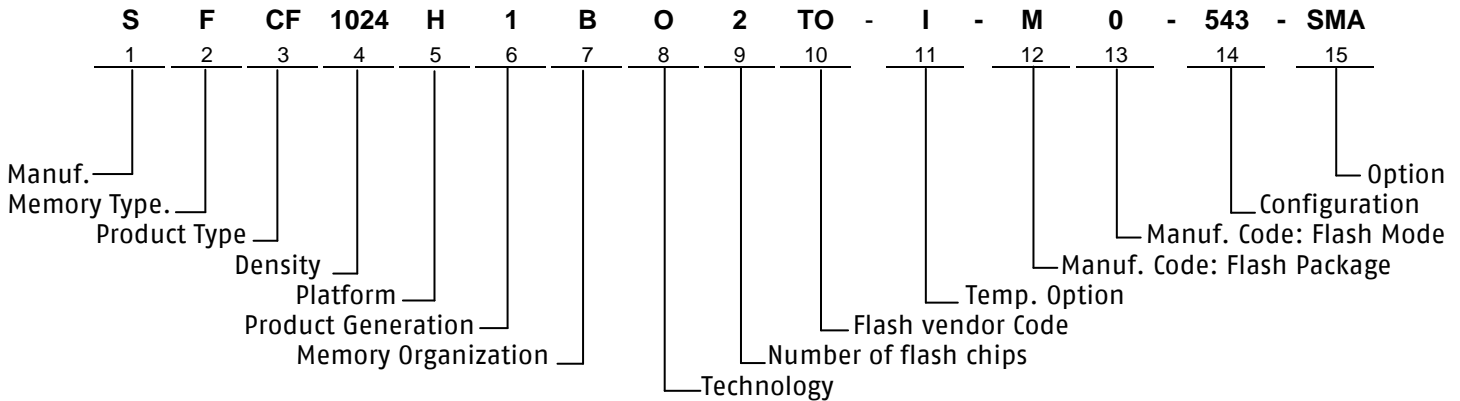 S F CF 1024 H 1 B O 2 TO - I - M 0 - 543 - SMA
1 2 3 4 5 6 7 8 9 10 11 12 13 14 15
Manuf. Option
Memory Type. Configuration
Product Type Manuf. Code: Flash Mode
Density Manuf. Code: Flash Package
Platform Temp. Option
Product Generation Flash vendor Code
Memory Organization Number of flash chips
Technology